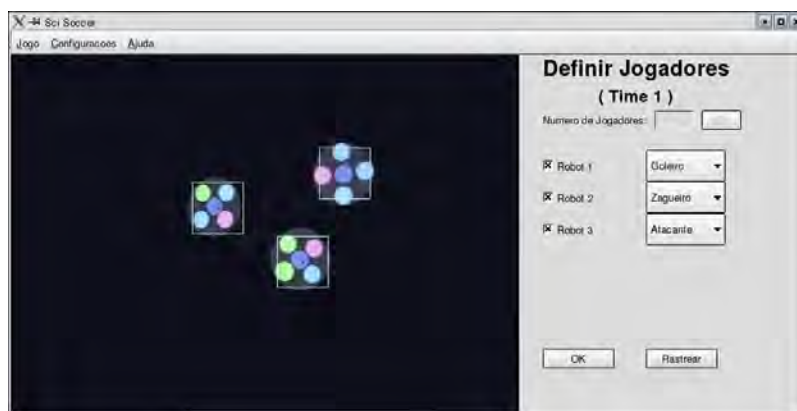 Sci Soccer
Jogo Configuracoes Ajuda
Definir Jogadores
( Time 1 )
Numero de Jogadores:
Robot 1 Goleiro
Robot 2 Zagueiro
Robot 3 Atacante
OK Rastrear